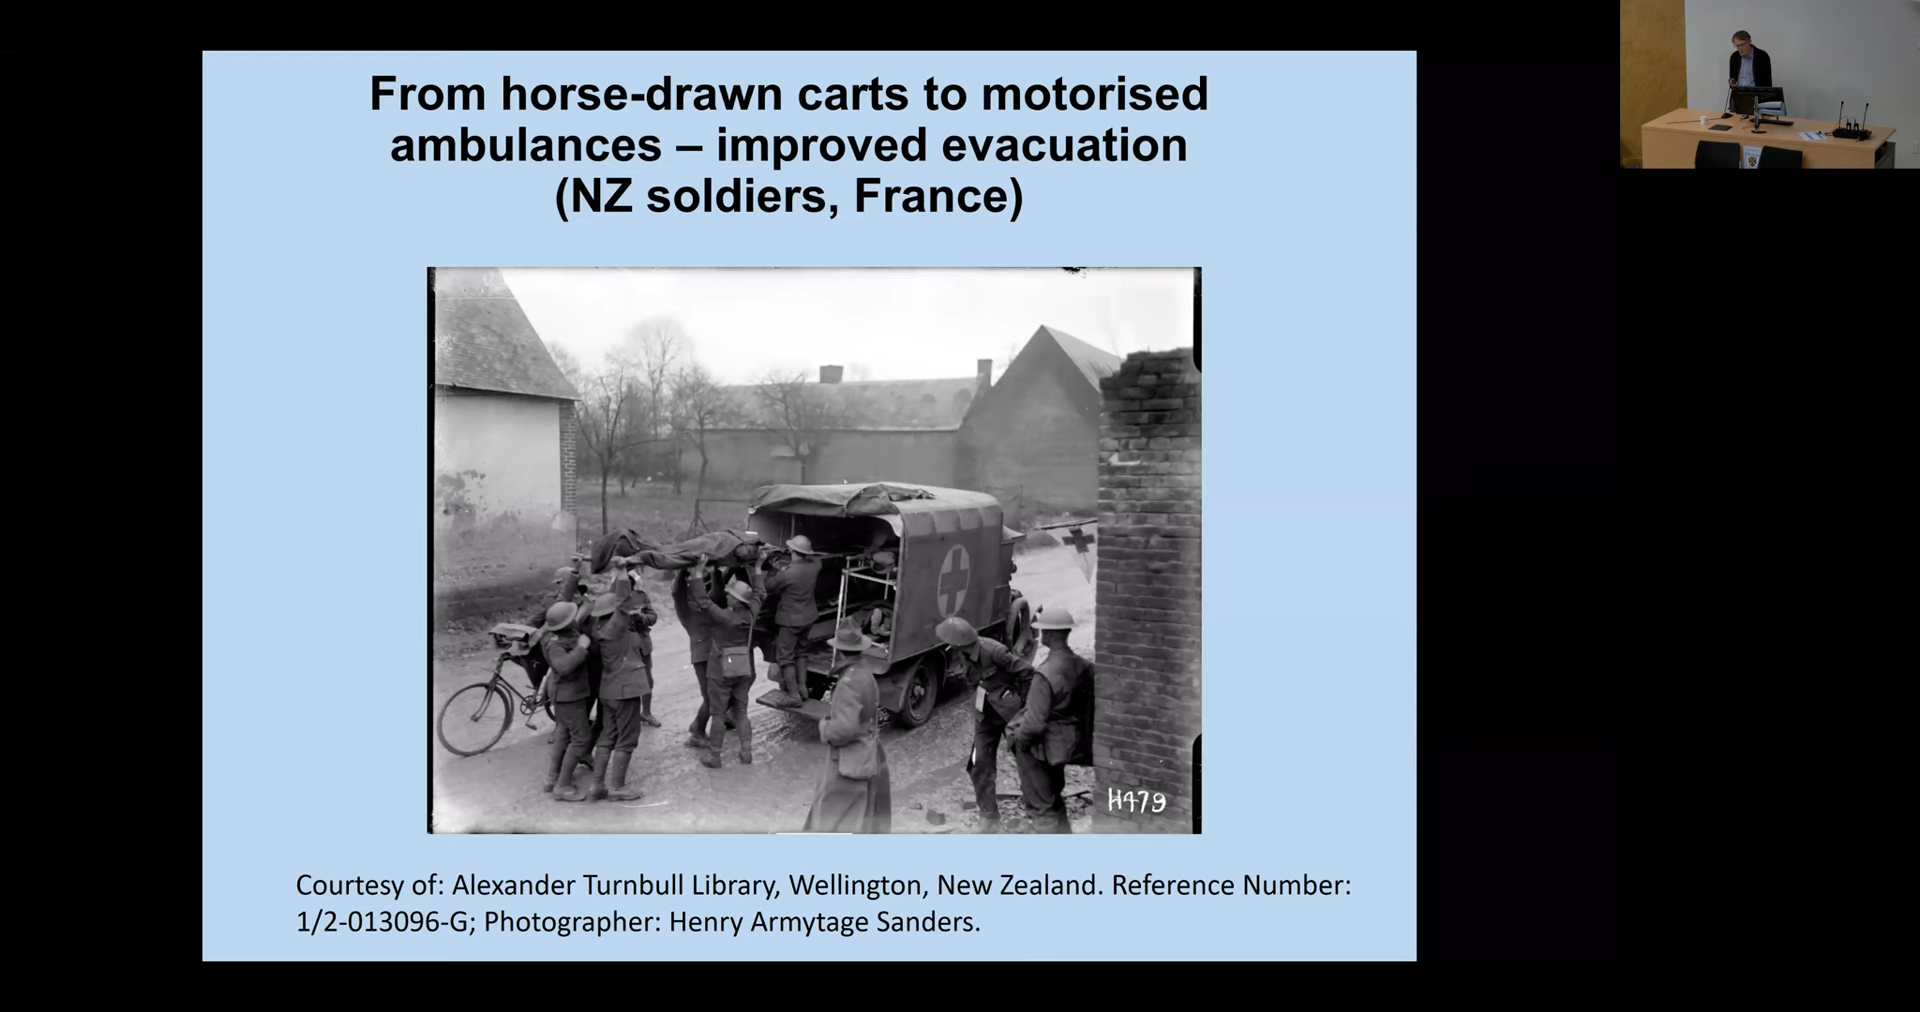 From horse-drawn carts to motorised
ambulances – improved evacuation
(NZ soldiers, France)
H479
Courtesy of: Alexander Turnbull Library, Wellington, New Zealand. Reference Number:
1/2-013096-G; Photographer: Henry Armytage Sanders.